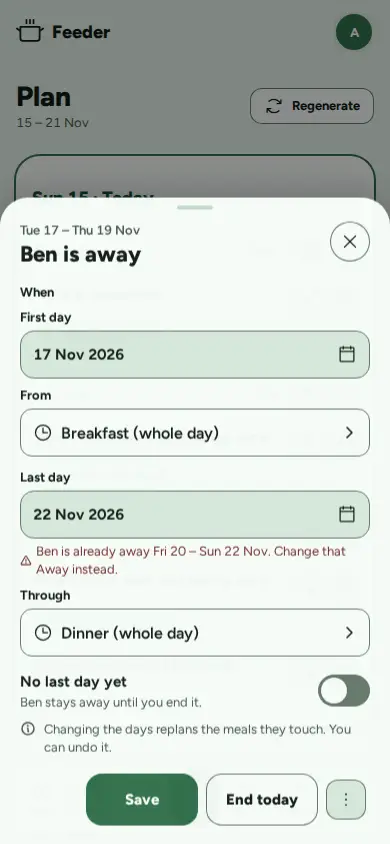 Feeder
A
Plan
15 – 21 Nov
Regenerate
Sun 15 · Today
Tue 17 – Thu 19 Nov
Ben is away
When
First day
17 Nov 2026
From
Breakfast (whole day)
Last day
22 Nov 2026
Ben is already away Fri 20 – Sun 22 Nov. Change that
Away instead.
Through
Dinner (whole day)
No last day yet
Ben stays away until you end it.
Changing the days replans the meals they touch. You
can undo it.
Save
End today